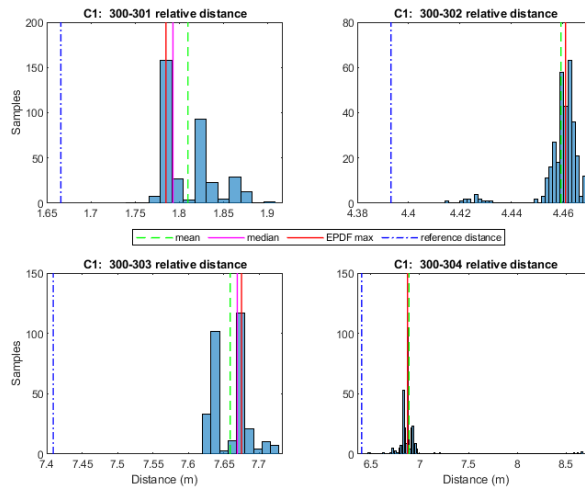 C1: 300-301 relative distance
200
150
100
50
0
Samples
1.65 1.7 1.75 1.8 1.85 1.9
C1: 300-302 relative distance
80
60
40
20
0
4.38 4.4 4.42 4.44 4.46
mean median EPDF max reference distance
C1: 300-303 relative distance
150
100
50
0
Samples
7.4 7.45 7.5 7.55 7.6 7.65 7.7
Distance (m)
C1: 300-304 relative distance
150
100
50
0
6.5 7 7.5 8 8.5
Distance (m)